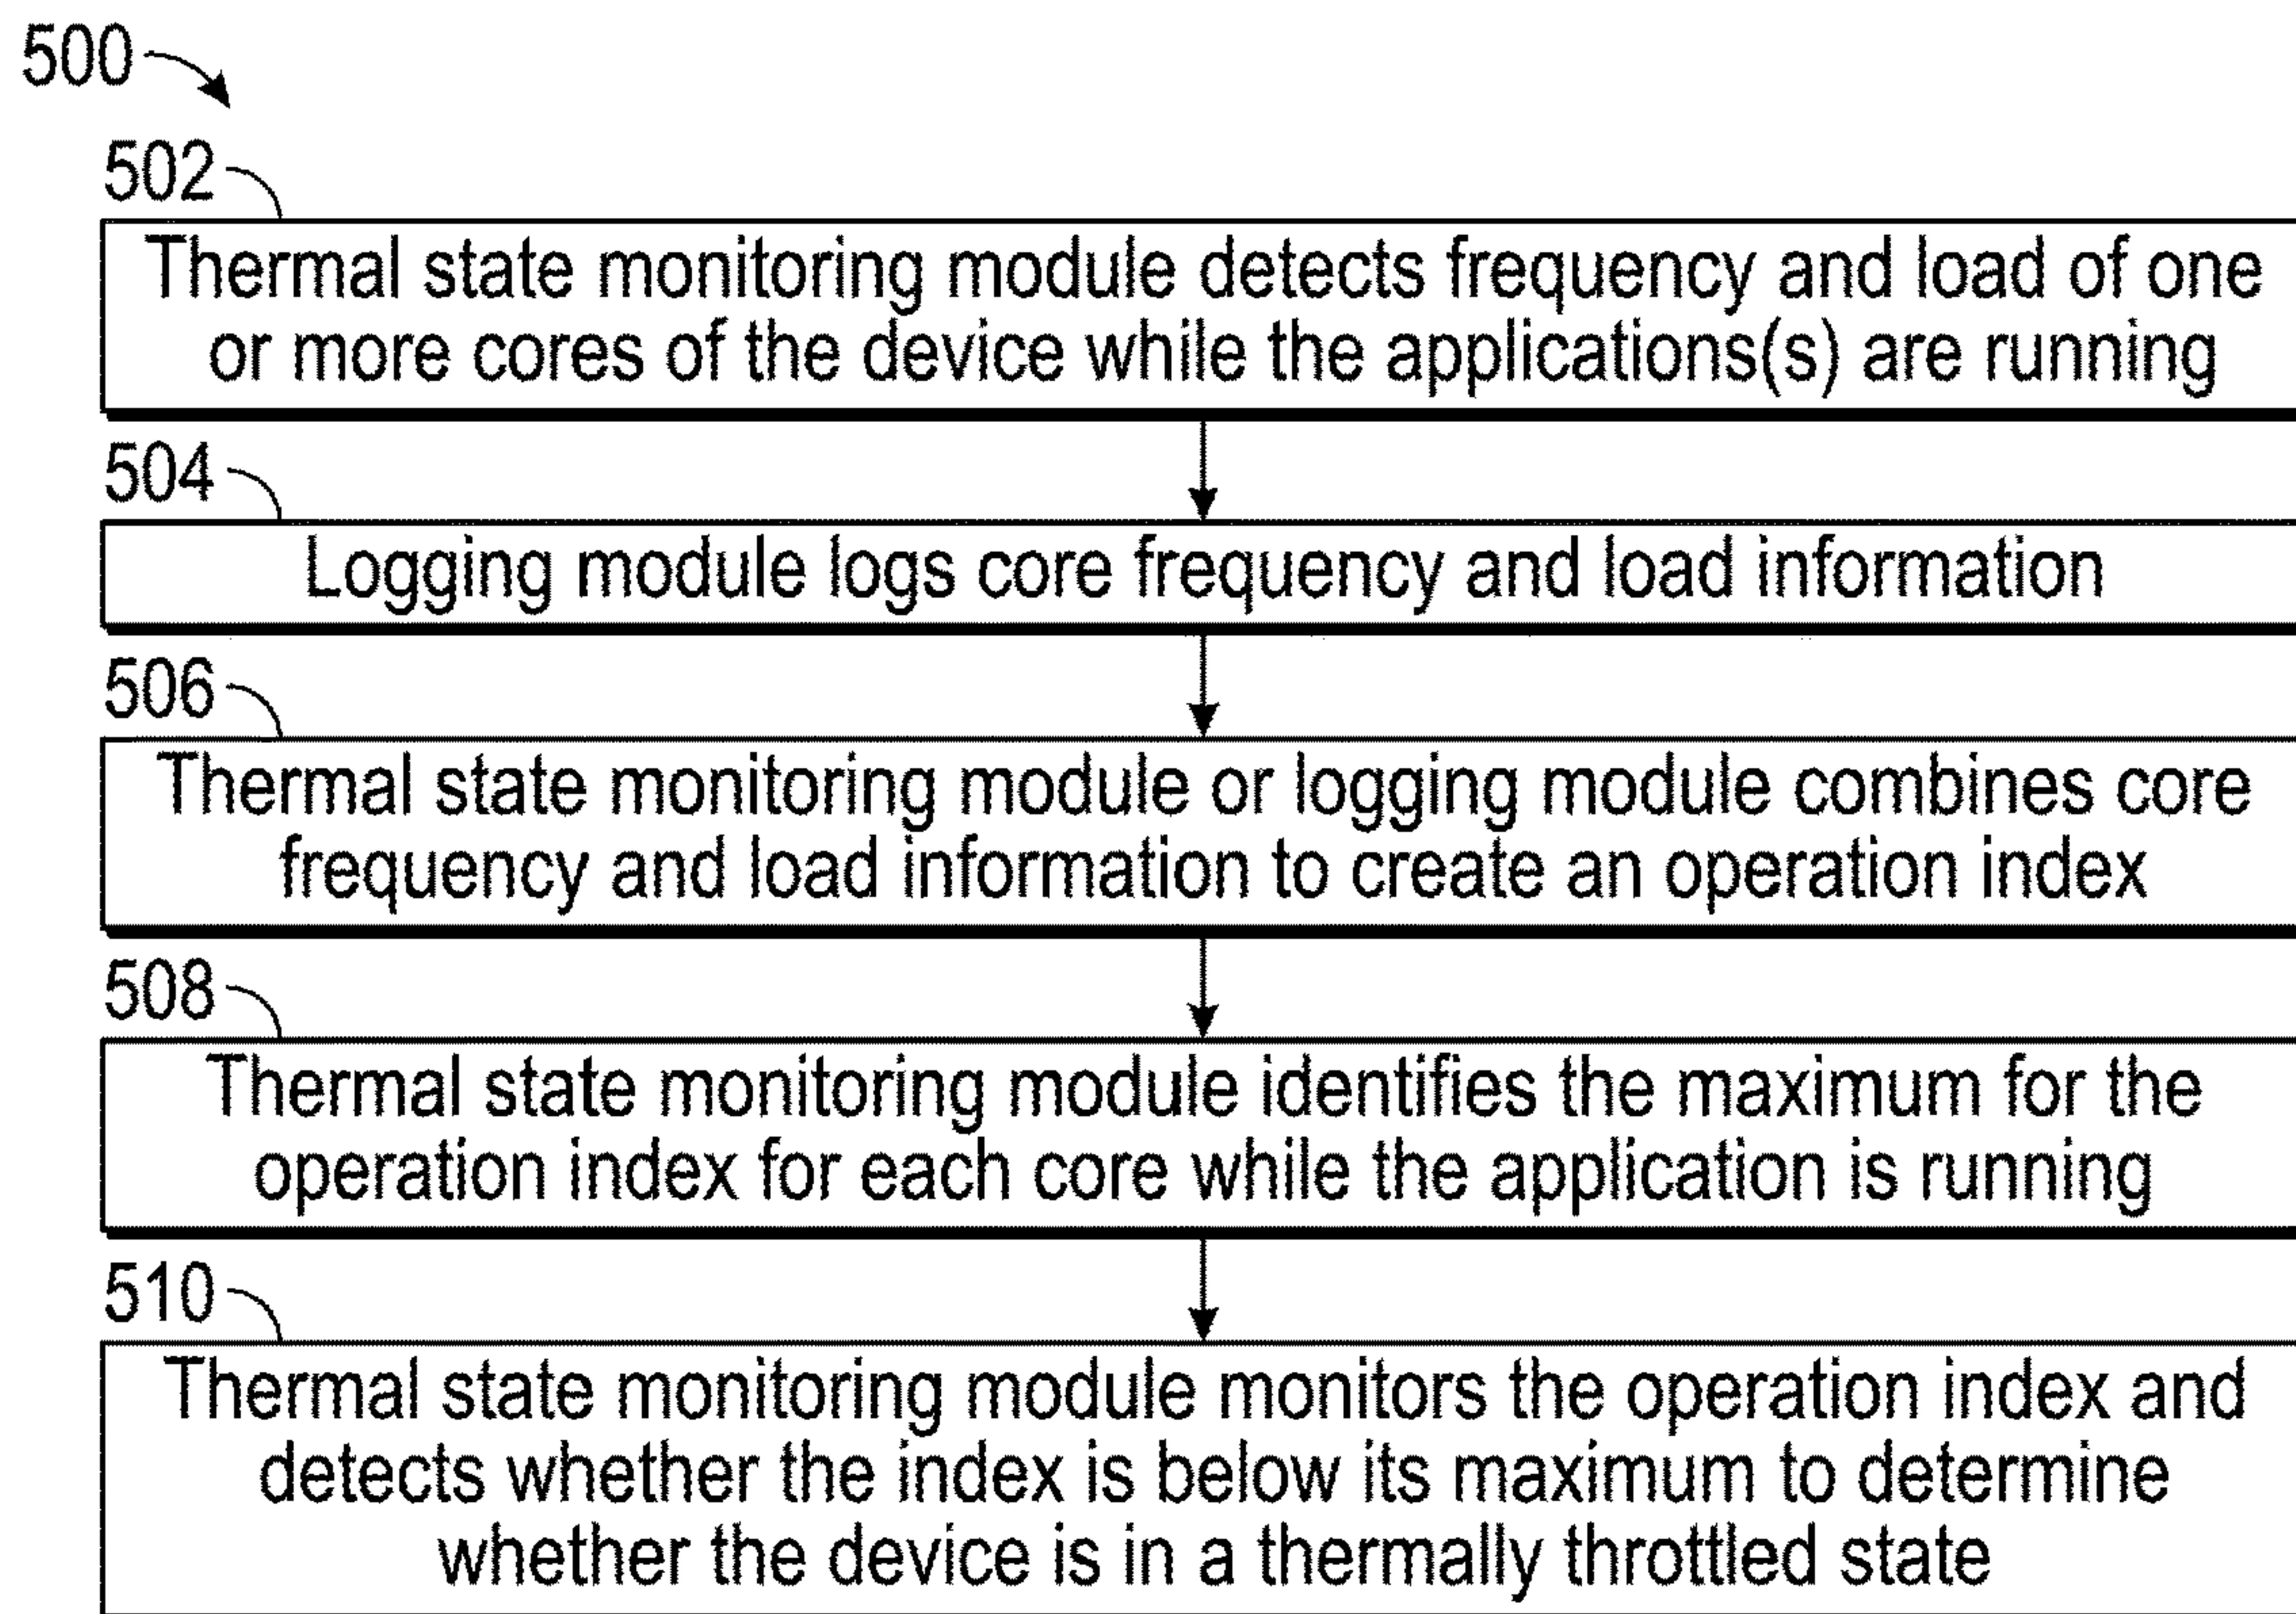 500
502
Thermal state monitoring module detects frequency and load of one
or more cores of the device while the applications(s) are running
504
Logging module logs core frequency and load information
506
Thermal state monitoring module or logging module combines core
frequency and load information to create an operation index
508
Thermal state monitoring module identifies the maximum for the
operation index for each core while the application is running
510
Thermal state monitoring module monitors the operation index and
detects whether the index is below its maximum to determine
whether the device is in a thermally throttled state